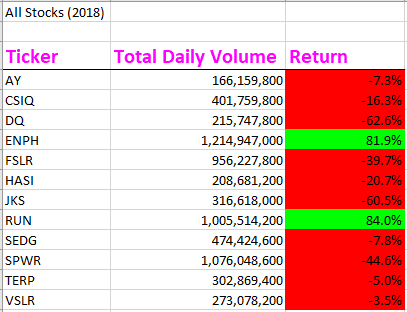 All Stocks (2018)
Ticker Total Daily Volume Return
AY 166,159,800 -7.3%
CSIQ 401,759,800 -16.3%
DQ 215,747,800 -62.6%
ENPH 1,214,947,000 81.9%
FSLR 956,227,800 -39.7%
HASI 208,681,200 -20.7%
JKS 316,618,000 -60.5%
RUN 1,005,514,200 84.0%
SEDG 474,424,600 -7.8%
SPWR 1,076,048,600 -44.6%
TERP 302,869,400 -5.0%
VSLR 273,078,200 -3.5%